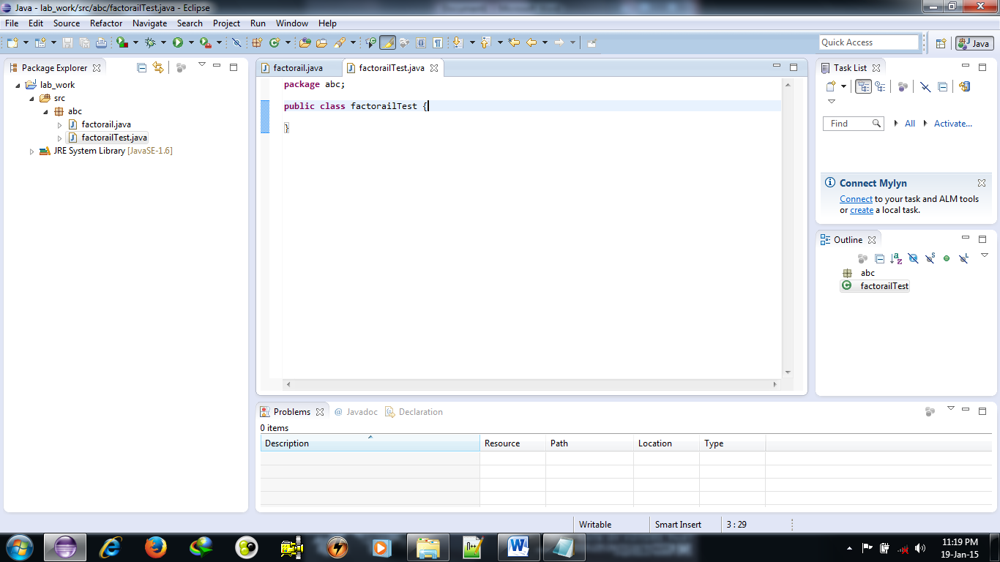 Java - lab_work/src/abc/factorailTest.java - Eclipse
File Edit Source Refactor Navigate Search Project Run Window Help
Quick Access
Java
Package Explorer
lab_work
src
abc
factorail.java
factorailTest.java
JRE System Library [JavaSE-1.6]
factorail.java
factorailTest.java
package abc;
public class factorailTest {
}
Task List
Find
All
Activate...
Connect Mylyn
Connect to your task and ALM tools
or create a local task.
Outline
abc
factorailTest
Problems
@ Javadoc
Declaration
0 items
Description Resource Path Location Type
Writable Smart Insert 3 : 29
11:19 PM
19-Jan-15